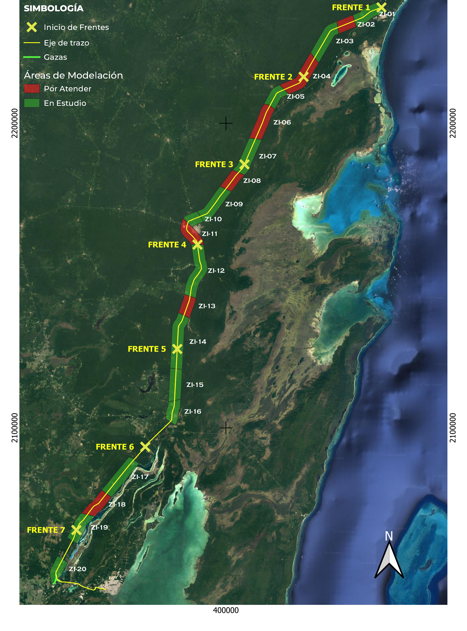 SIMBOLOGÍA
Inicio de Frentes
Eje de trazo
Gazas
Áreas de Modelación
Por Atender
En Estudio
FRENTE 1
ZI-01
ZI-02
ZI-03
FRENTE 2
ZI-04
ZI-05
ZI-06
2200000
2200000
ZI-07
FRENTE 3
ZI-08
ZI-09
ZI-10
ZI-11
FRENTE 4
ZI-12
ZI-13
ZI-14
FRENTE 5
ZI-15
ZI-16
2100000
2100000
FRENTE 6
ZI-17
ZI-18
FRENTE 7
ZI-19
N
ZI-20
400000